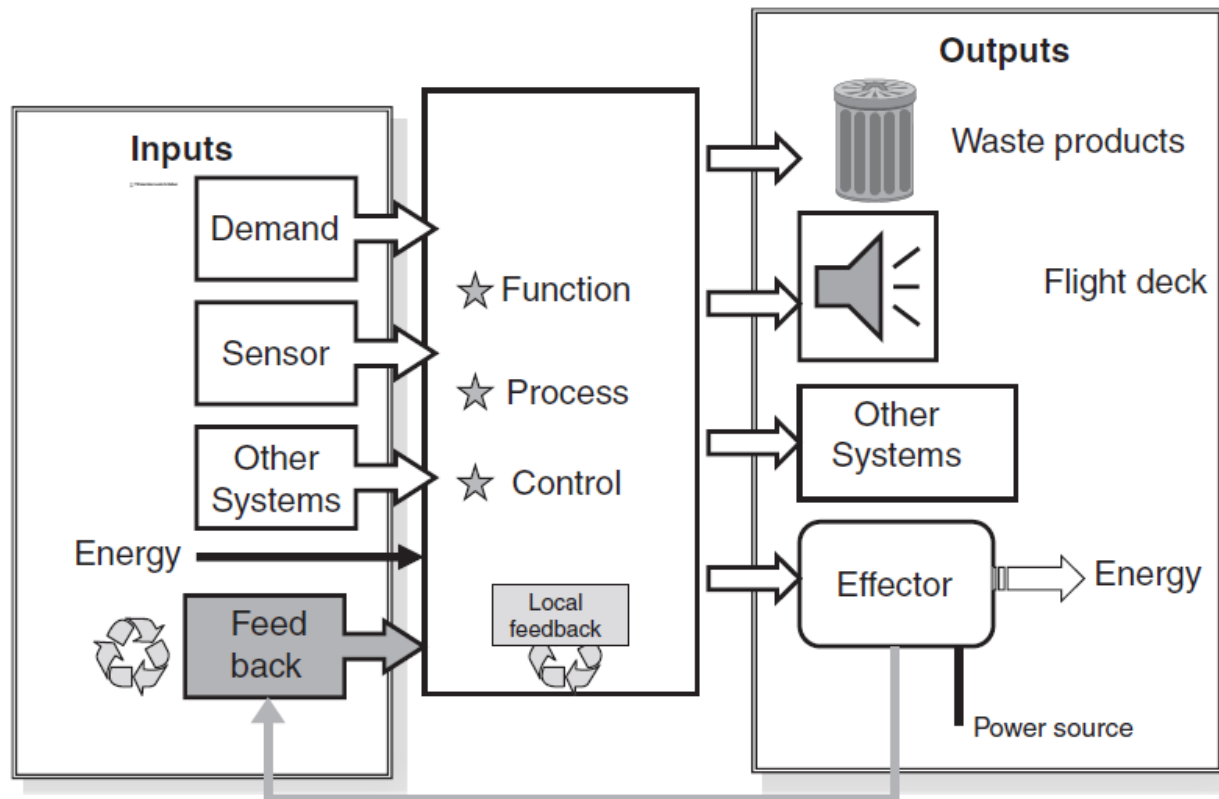 Inputs
Demand
Sensor
Other
Systems
Energy
Feed
back
Function
Process
Control
Local
feedback
Outputs
Waste products
Flight deck
Other
Systems
Effector
Energy
Power source